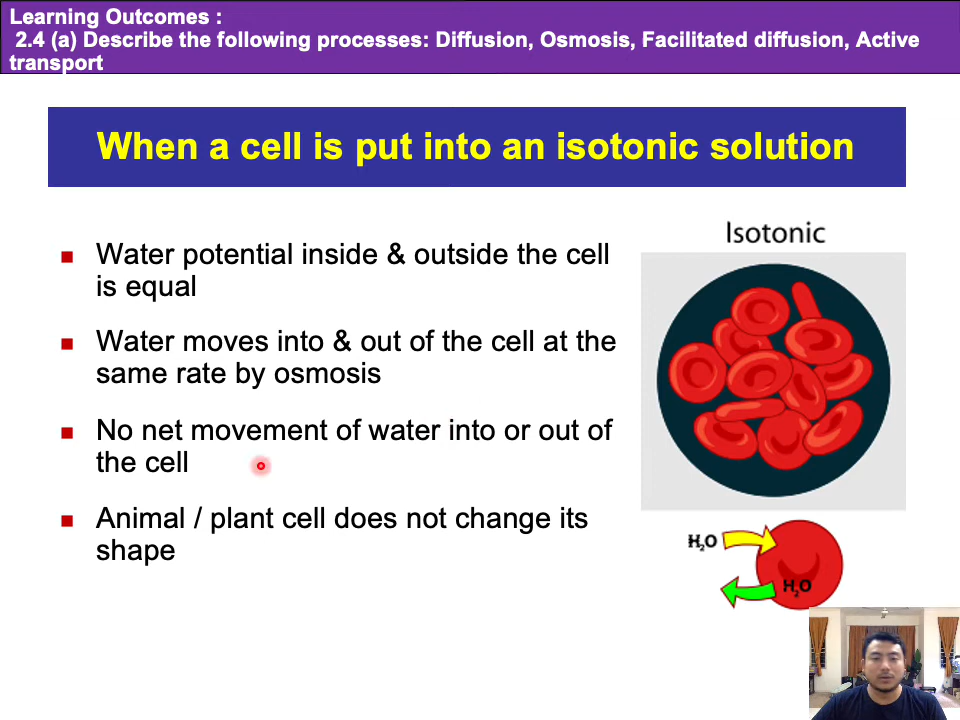 Learning Outcomes :
2.4 (a) Describe the following processes: Diffusion, Osmosis, Facilitated diffusion, Active
transport
When a cell is put into an isotonic solution
Water potential inside & outside the cell
is equal
Water moves into & out of the cell at the
same rate by osmosis
No net movement of water into or out of
the cell
Animal / plant cell does not change its
shape
Isotonic
H₂O
H₂O